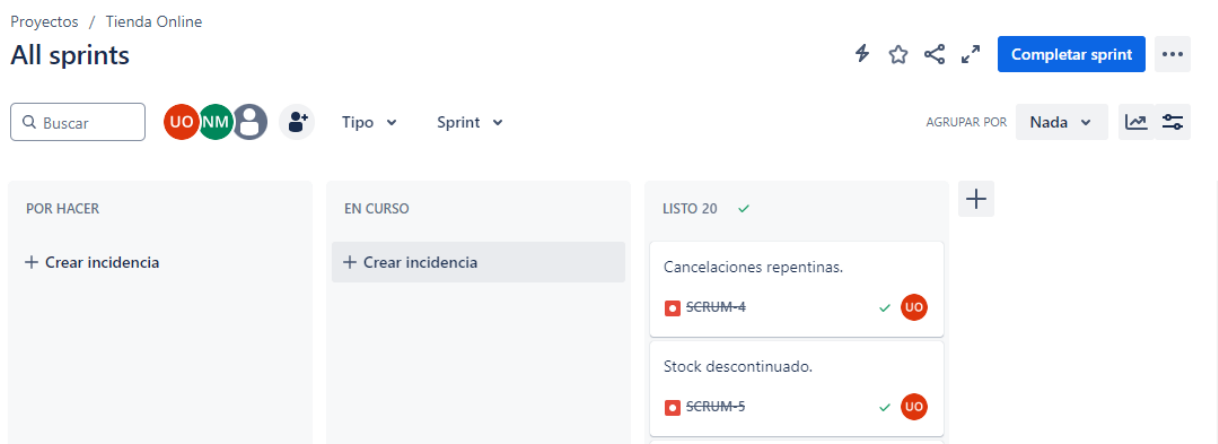 Proyectos / Tienda Online
All sprints
Completar sprint
Buscar
UO NM
Tipo
Sprint
AGRUPAR POR
Nada
POR HACER
EN CURSO
LISTO 20
+ Crear incidencia
+ Crear incidencia
Cancelaciones repentinas.
SCRUM-4
UO
Stock descontinuado.
SCRUM-5
UO